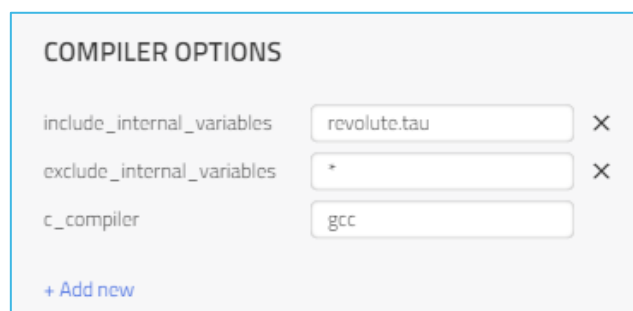 COMPILER OPTIONS
include_internal_variables revolute.tau ×
exclude_internal_variables * ×
c_compiler gcc
+ Add new